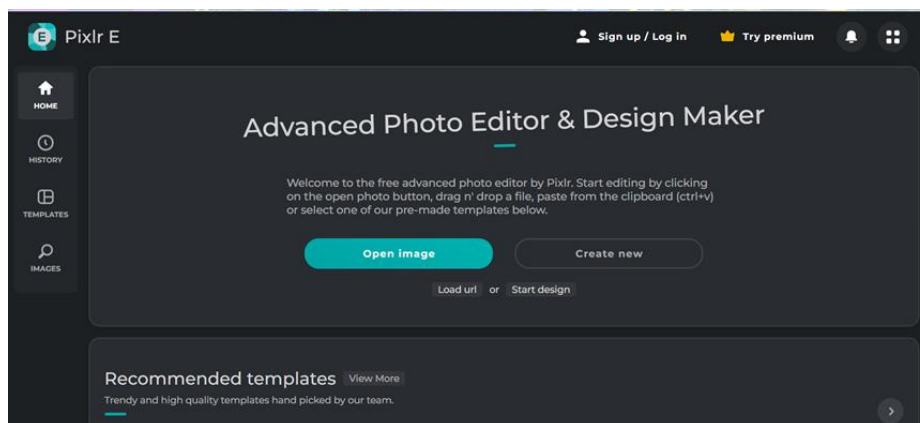 Pixlr E
Sign up / Log in
Try premium
HOME
HISTORY
TEMPLATES
IMAGES
Advanced Photo Editor & Design Maker
Welcome to the free advanced photo editor by Pixlr. Start editing by clicking
on the open photo button, drag n' drop a file, paste from the clipboard (ctrl+v)
or select one of our pre-made templates below.
Open image
Create new
Load url or Start design
Recommended templates View More
Trendy and high quality templates hand picked by our team.